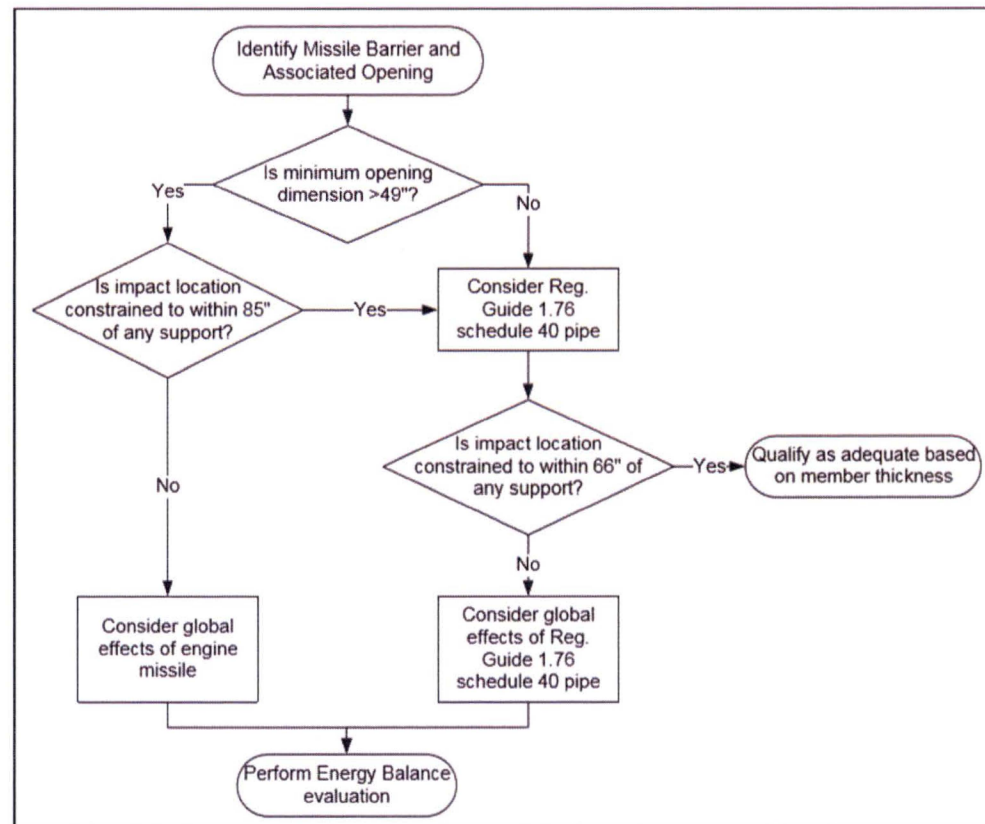 Identify Missile Barrier and
Associated Opening
Is minimum opening
dimension >49"?
Yes
No
Is impact location
constrained to within 85"
of any support?
Yes
Consider Reg.
Guide 1.76
schedule 40 pipe
Is impact location
constrained to within 66" of
any support?
Yes
Qualify as adequate based
on member thickness
No
No
Consider global
effects of engine
missile
Consider global
effects of Reg.
Guide 1.76
schedule 40 pipe
Perform Energy Balance
evaluation